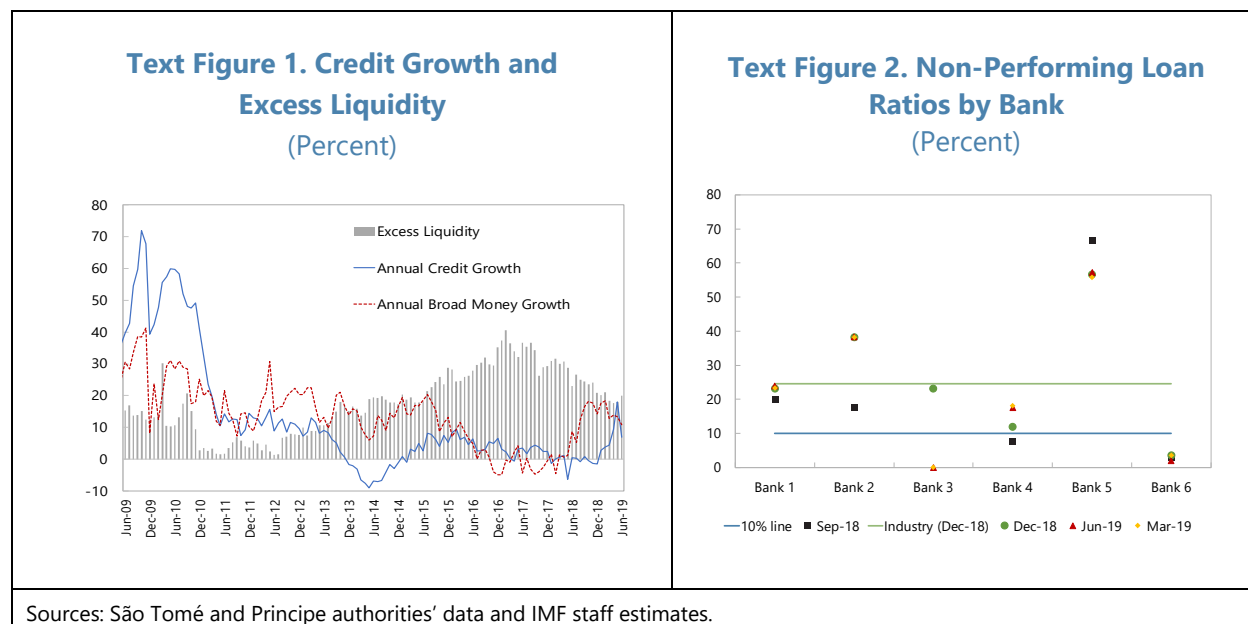 Text Figure 1. Credit Growth and
Excess Liquidity
(Percent)
80
70
60
50
40
30
20
10
0
-10
Excess Liquidity
Annual Credit Growth
Annual Broad Money Growth
Jun-09
Dec-09
Jun-10
Dec-10
Jun-11
Dec-11
Jun-12
Dec-12
Jun-13
Dec-13
Jun-14
Dec-14
Jun-15
Dec-15
Jun-16
Dec-16
Jun-17
Dec-17
Jun-18
Dec-18
Jun-19
Text Figure 2. Non-Performing Loan
Ratios by Bank
(Percent)
80
70
60
50
40
30
20
10
0
Bank 1 Bank 2 Bank 3 Bank 4 Bank 5 Bank 6
10% line Sep-18 Industry (Dec-18) Dec-18 Jun-19 Mar-19
Sources: São Tomé and Principe authorities' data and IMF staff estimates.